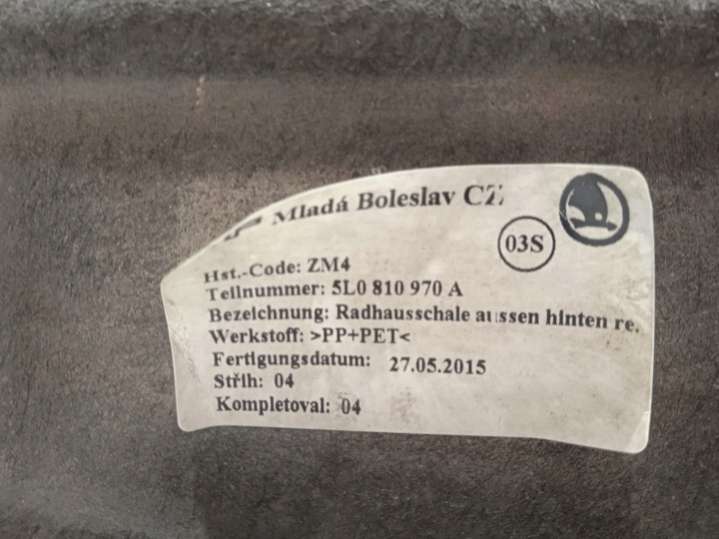 Mladá Boleslav CZ
03S
Hst.-Code: ZM4
Teilnummer: 5L0 810 970 A
Bezeichnung: Radhausschale aussen hinten re.
Werkstoff: >PP+PET<
Fertigungsdatum: 27.05.2015
Střih: 04
Kompletoval: 04